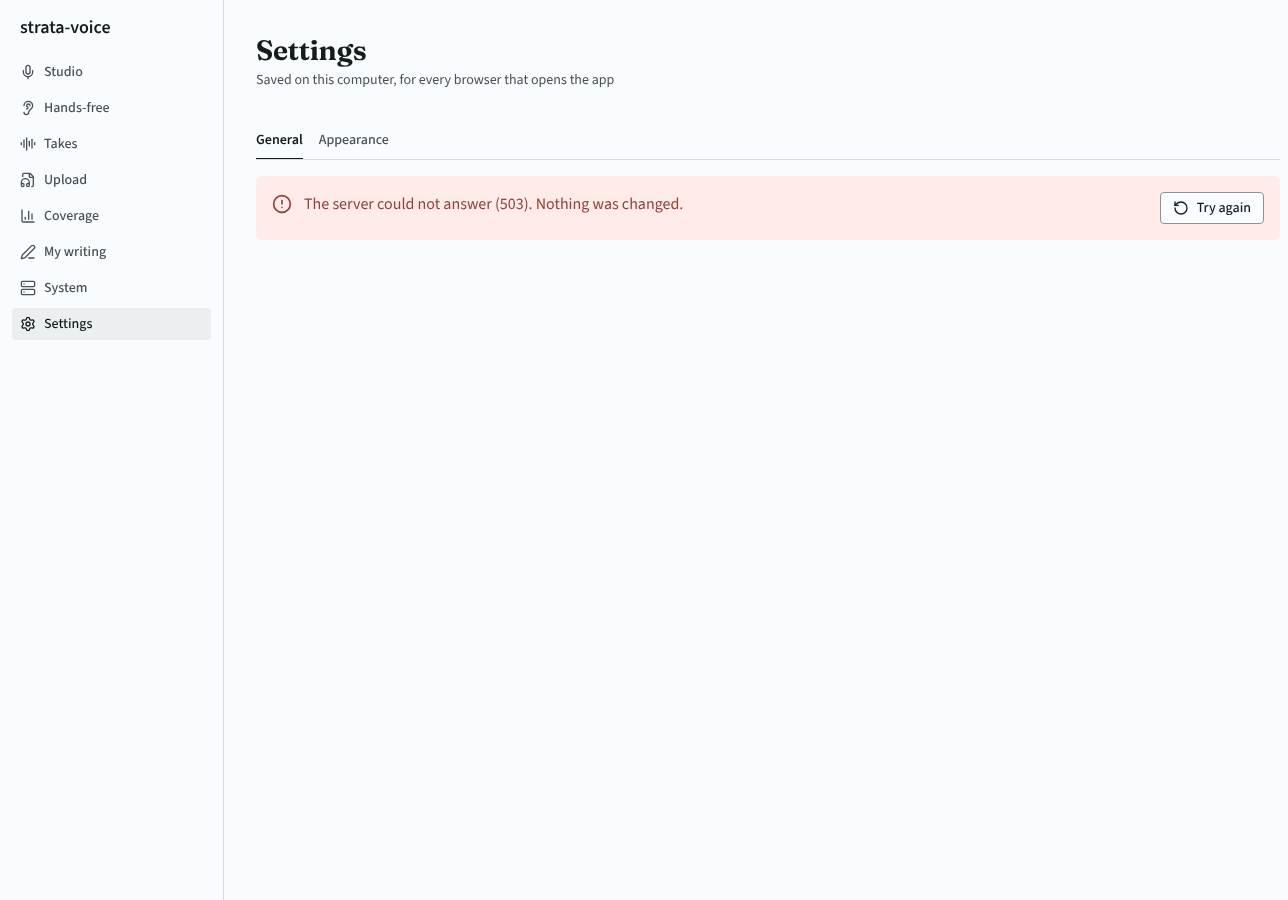 strata-voice
Studio
Hands-free
Takes
Upload
Coverage
My writing
System
Settings
Settings
Saved on this computer, for every browser that opens the app
General
Appearance
The server could not answer (503). Nothing was changed.
Try again